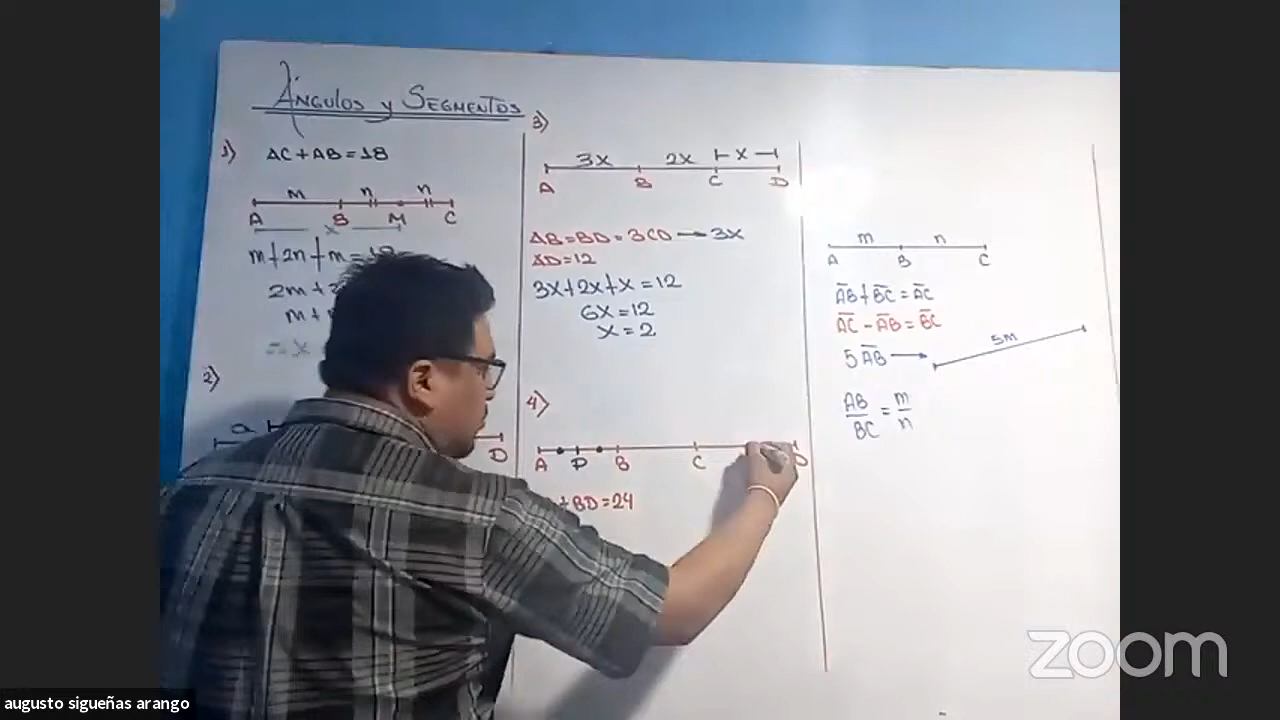 Ángulos y Segmentos
1) AC + AB = 18
m n n
A B M C
x
m + 2n + m = 18
2m + 2
m +
= x
2)
a
D
3)
3x 2x x
A B C D
AB = BD = 3CD → 3x
AD = 12
3x + 2x + x = 12
6x = 12
x = 2
4)
A P B C D
+ BD = 24
m n
A B C
AB + BC = AC
AC - AB = BC
5AB → 5m
AB/BC = m/n
zoom
augusto sigueñas arango